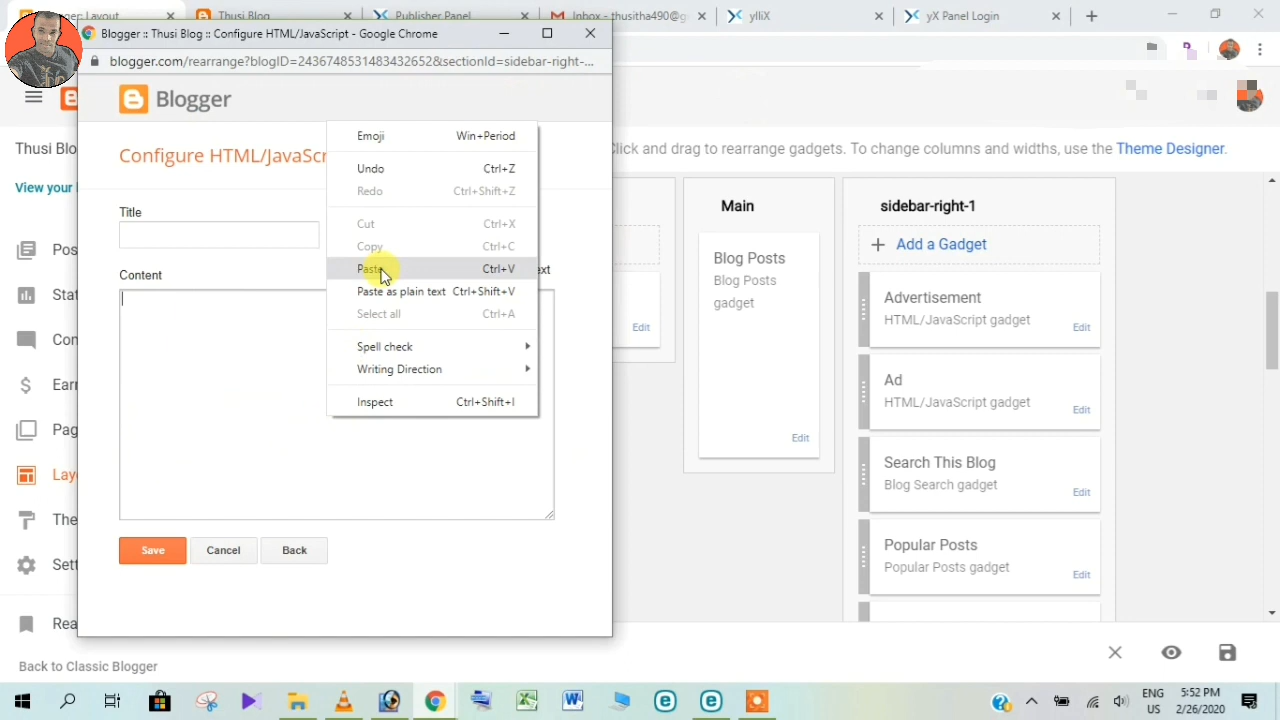 Blog
Publisher Panel
Inbox - thusitha490@g
ylliX
yX Panel Login
Blogger :: Thusi Blog :: Configure HTML/JavaScript - Google Chrome
blogger.com/rearrange?blogID=2436748531483432652&sectionId=sidebar-right-...
Blogger
Thusi Blo
View your
Pos
Stat
Con
Earn
Pag
Layo
The
Sett
Rea
Back to Classic Blogger
Configure HTML/JavaScr
Title
Content
xt
Save
Cancel
Back
Emoji Win+Period
Undo Ctrl+Z
Redo Ctrl+Shift+Z
Cut Ctrl+X
Copy Ctrl+C
Paste Ctrl+V
Paste as plain text Ctrl+Shift+V
Select all Ctrl+A
Spell check
Writing Direction
Inspect Ctrl+Shift+I
Click and drag to rearrange gadgets. To change columns and widths, use the Theme Designer.
Edit
Main
Blog Posts
Blog Posts
gadget
Edit
sidebar-right-1
+ Add a Gadget
Advertisement
HTML/JavaScript gadget
Edit
Ad
HTML/JavaScript gadget
Edit
Search This Blog
Blog Search gadget
Edit
Popular Posts
Popular Posts gadget
Edit
ENG
US
5:52 PM
2/26/2020